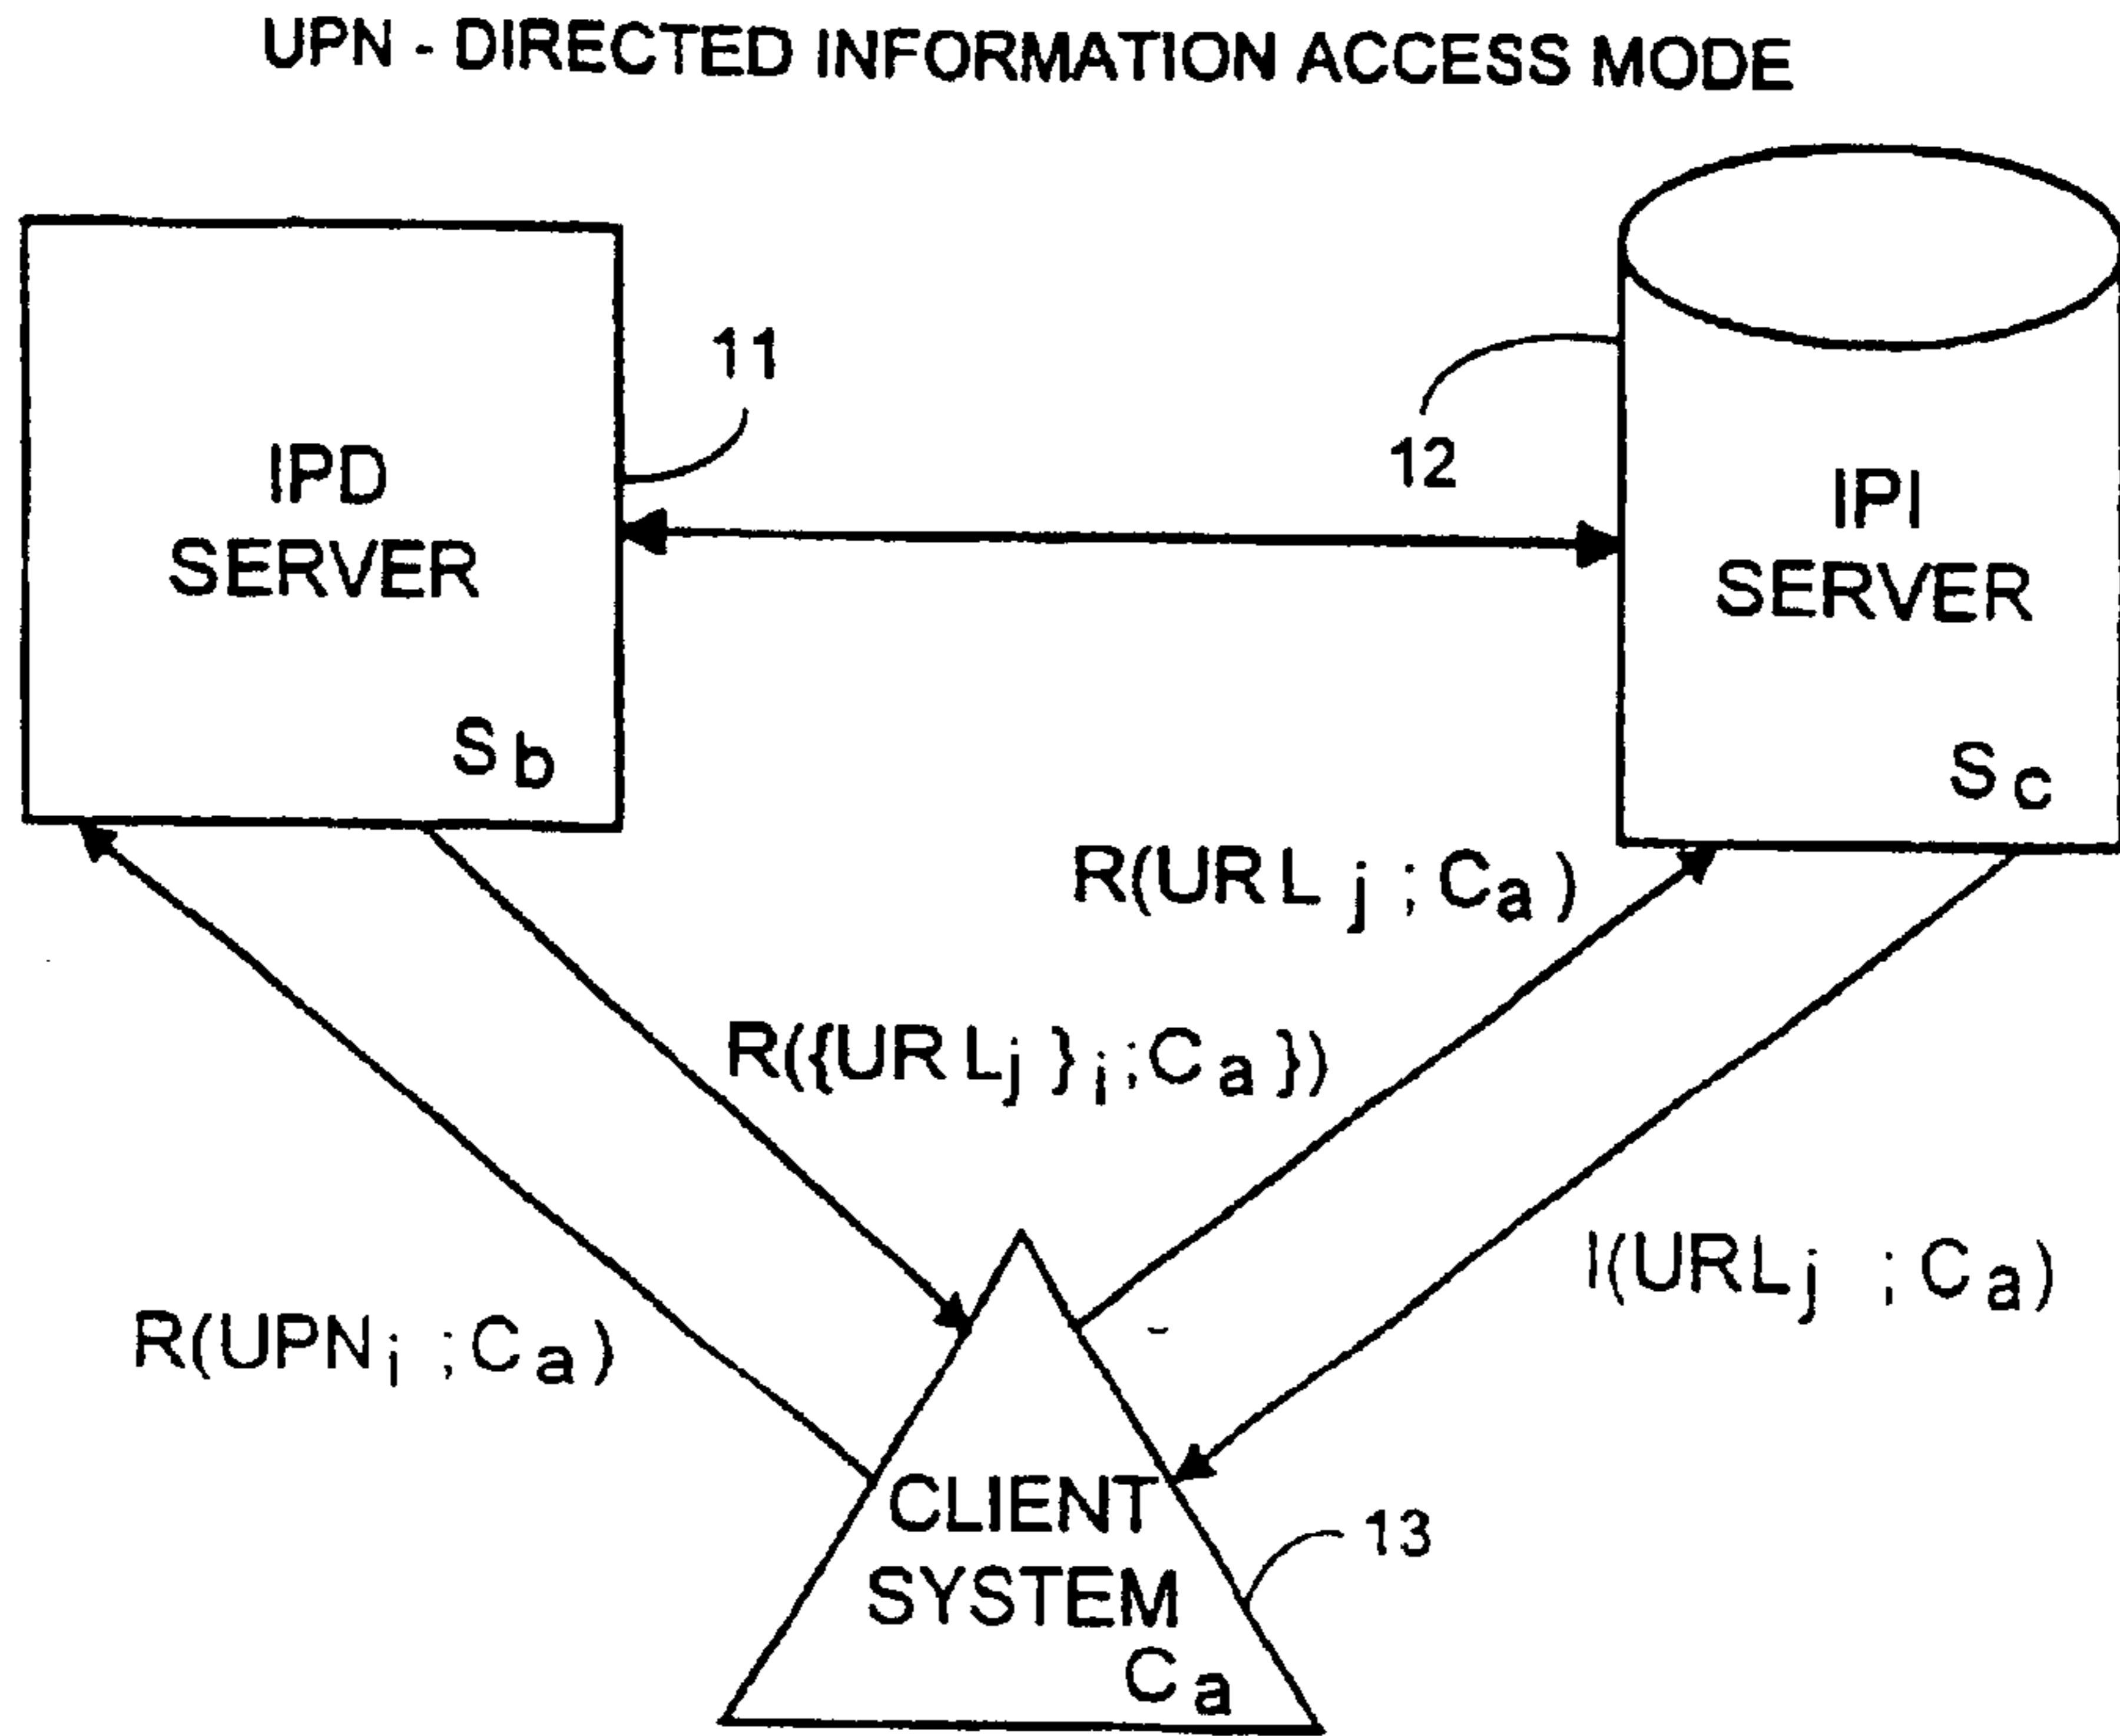 UPN - DIRECTED INFORMATION ACCESS MODE
11
12
IPD
SERVER
Sb
IPI
SERVER
Sc
R(URLj ; Ca)
R({URLj}i;Ca})
I(URLj ; Ca)
R(UPNi ; Ca)
CLIENT
SYSTEM
Ca
13